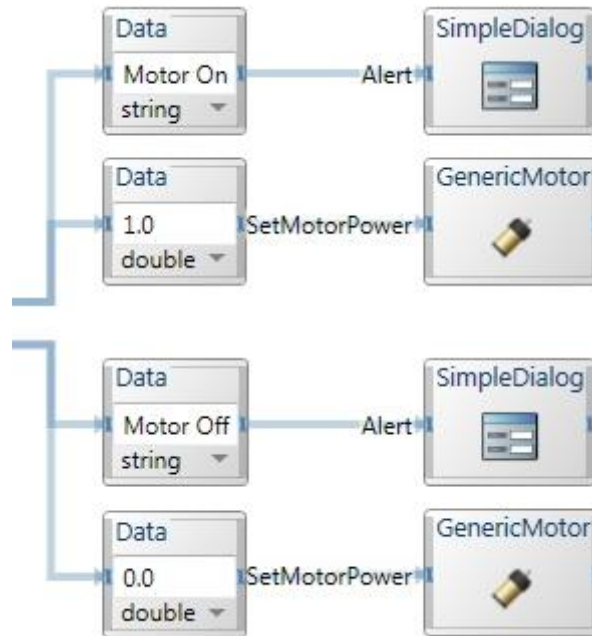 Data
Motor On
string
Alert
SimpleDialog
Data
1.0
double
SetMotorPower
GenericMotor
Data
Motor Off
string
Alert
SimpleDialog
Data
0.0
double
SetMotorPower
GenericMotor